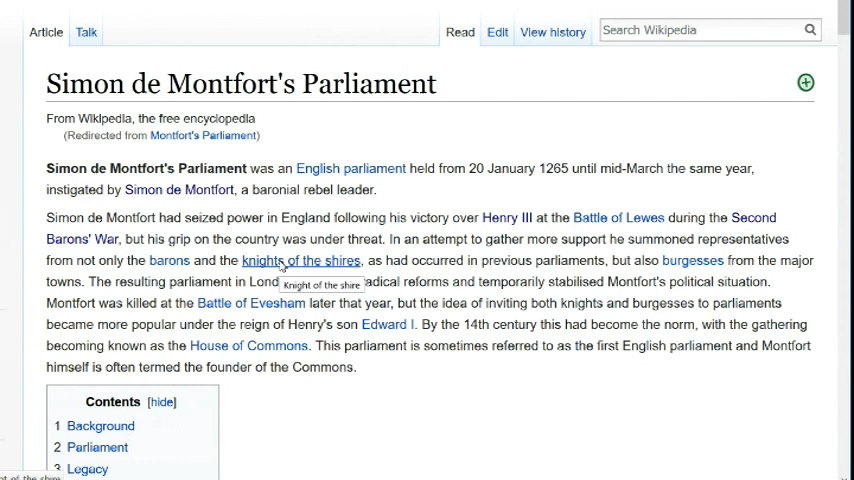 Article Talk Read Edit View history Search Wikipedia
Simon de Montfort's Parliament
From Wikipedia, the free encyclopedia
(Redirected from Montfort's Parliament)
Simon de Montfort's Parliament was an English parliament held from 20 January 1265 until mid-March the same year,
instigated by Simon de Montfort, a baronial rebel leader.
Simon de Montfort had seized power in England following his victory over Henry III at the Battle of Lewes during the Second
Barons' War, but his grip on the country was under threat. In an attempt to gather more support he summoned representatives
from not only the barons and the knights of the shires, as had occurred in previous parliaments, but also burgesses from the major
towns. The resulting parliament in Lond Knight of the shire adical reforms and temporarily stabilised Montfort's political situation.
Montfort was killed at the Battle of Evesham later that year, but the idea of inviting both knights and burgesses to parliaments
became more popular under the reign of Henry's son Edward I. By the 14th century this had become the norm, with the gathering
becoming known as the House of Commons. This parliament is sometimes referred to as the first English parliament and Montfort
himself is often termed the founder of the Commons.
Contents [hide]
1 Background
2 Parliament
3 Legacy
of the shire